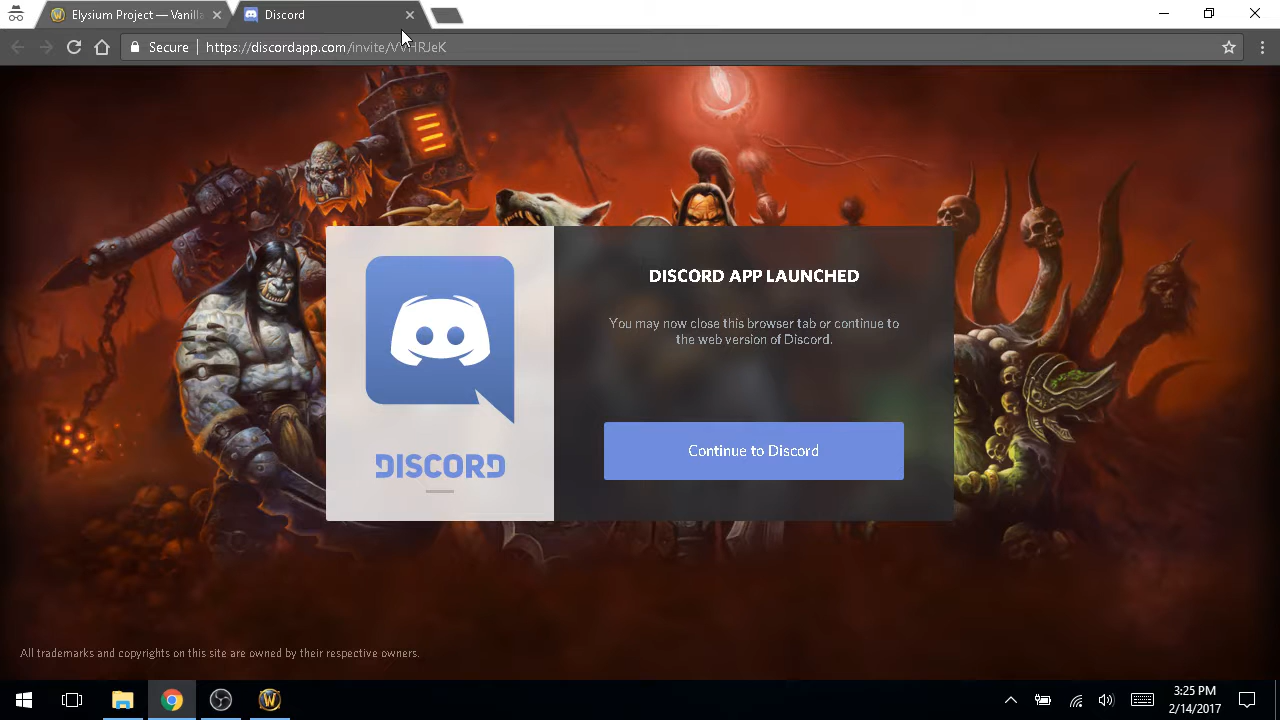 Elysium Project — Vanilla
Discord
Secure
https://discordapp.com/invite/
DISCORD APP LAUNCHED
You may now close this browser tab or continue to
the web version of Discord.
DISCORD
Continue to Discord
All trademarks and copyrights on this site are owned by their respective owners.
3:25 PM
2/14/2017